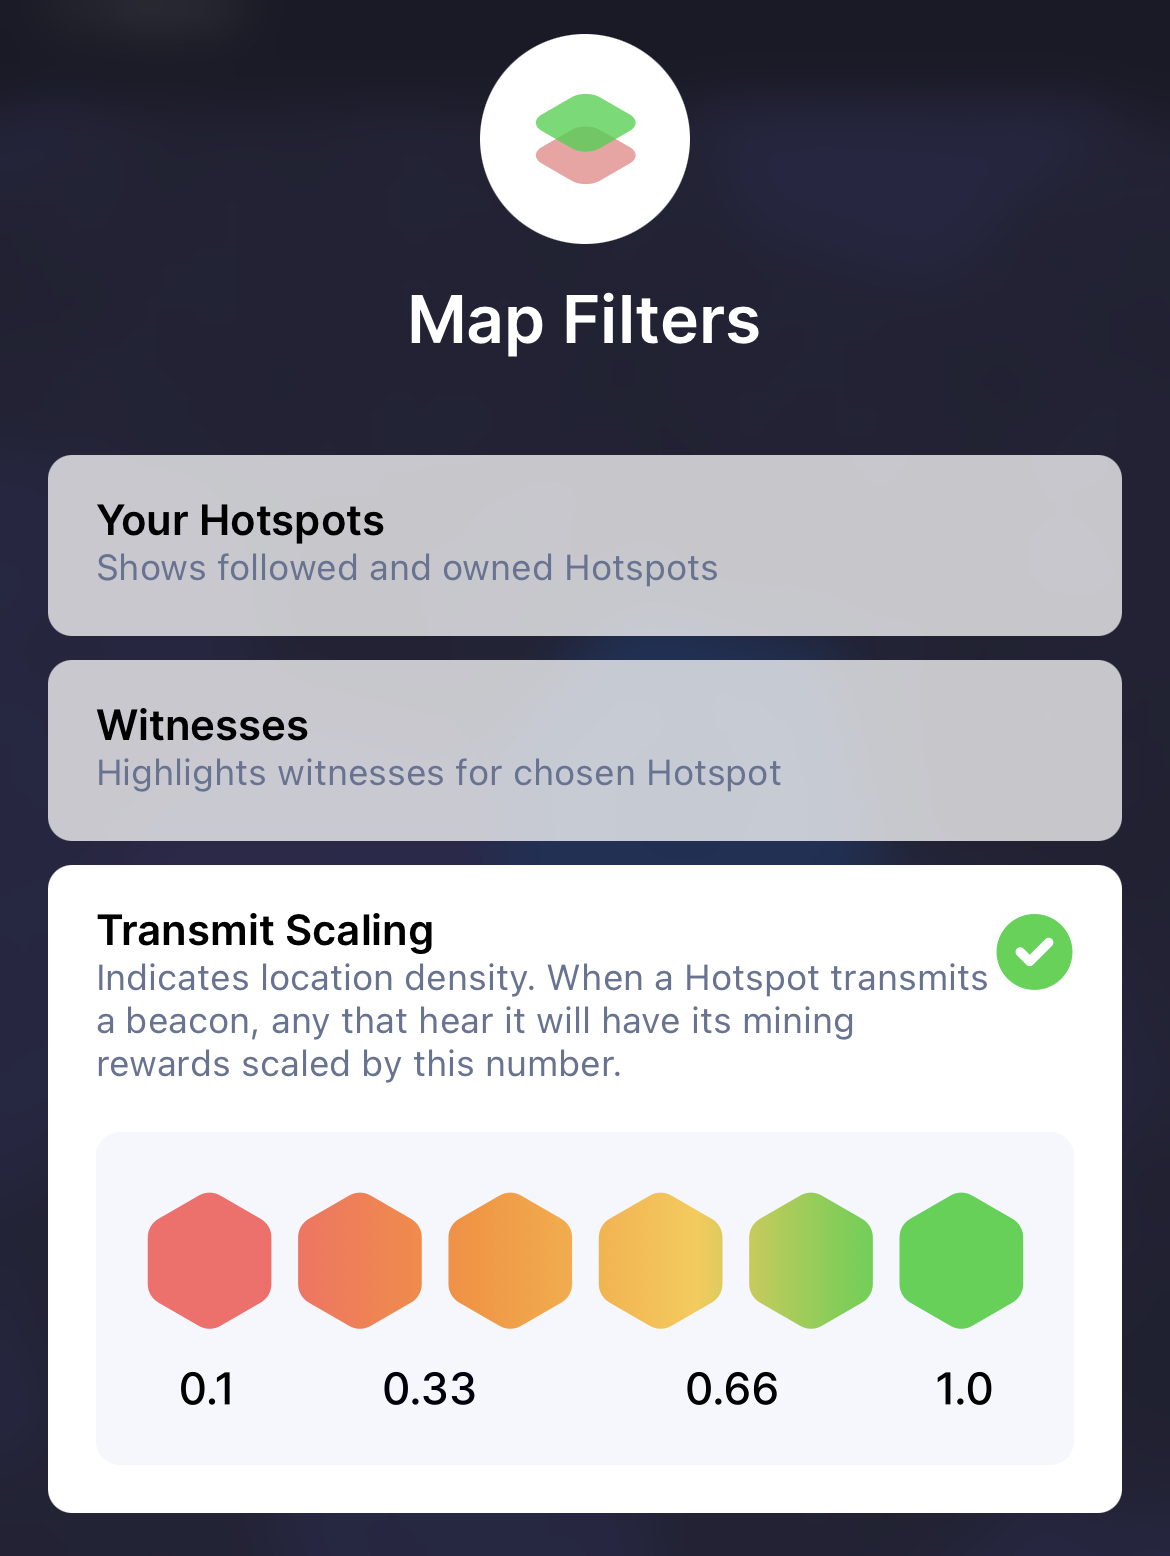 Map Filters
Your Hotspots
Shows followed and owned Hotspots
Witnesses
Highlights witnesses for chosen Hotspot
Transmit Scaling
Indicates location density. When a Hotspot transmits
a beacon, any that hear it will have its mining
rewards scaled by this number.
0.1 0.33 0.66 1.0